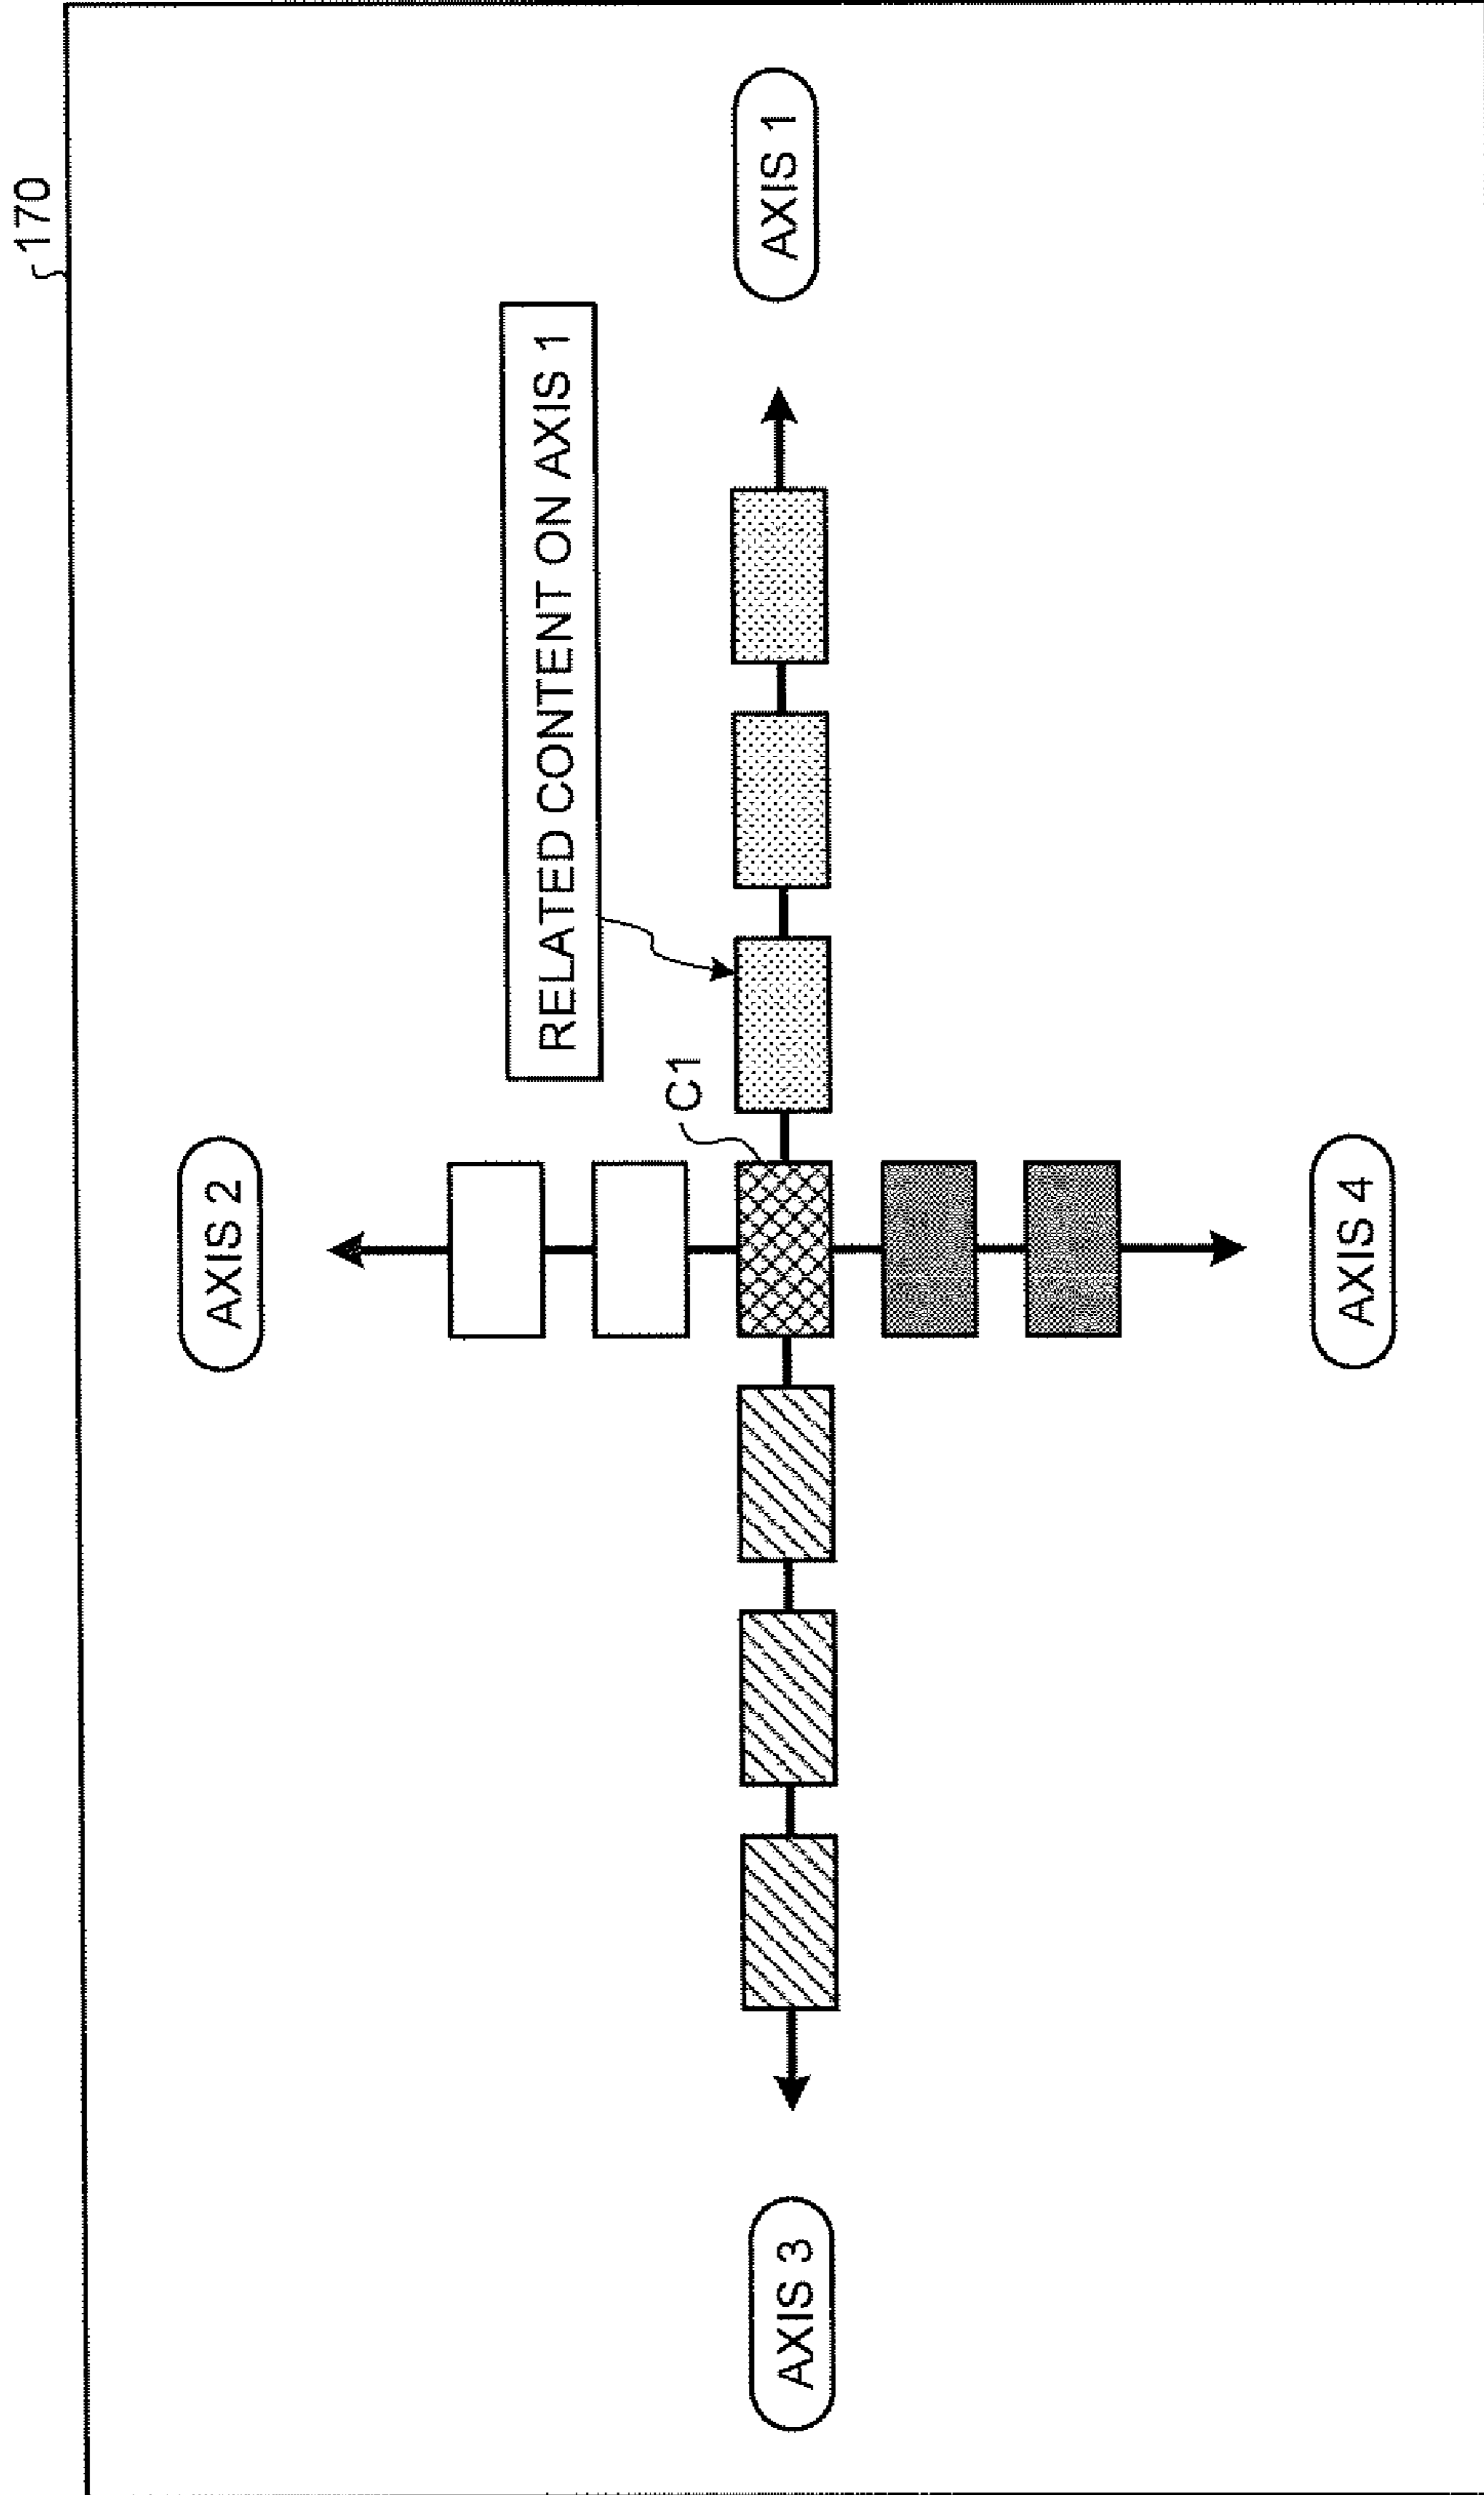 170
AXIS 2
RELATED CONTENT ON AXIS 1
C1
AXIS 3
AXIS 1
AXIS 4